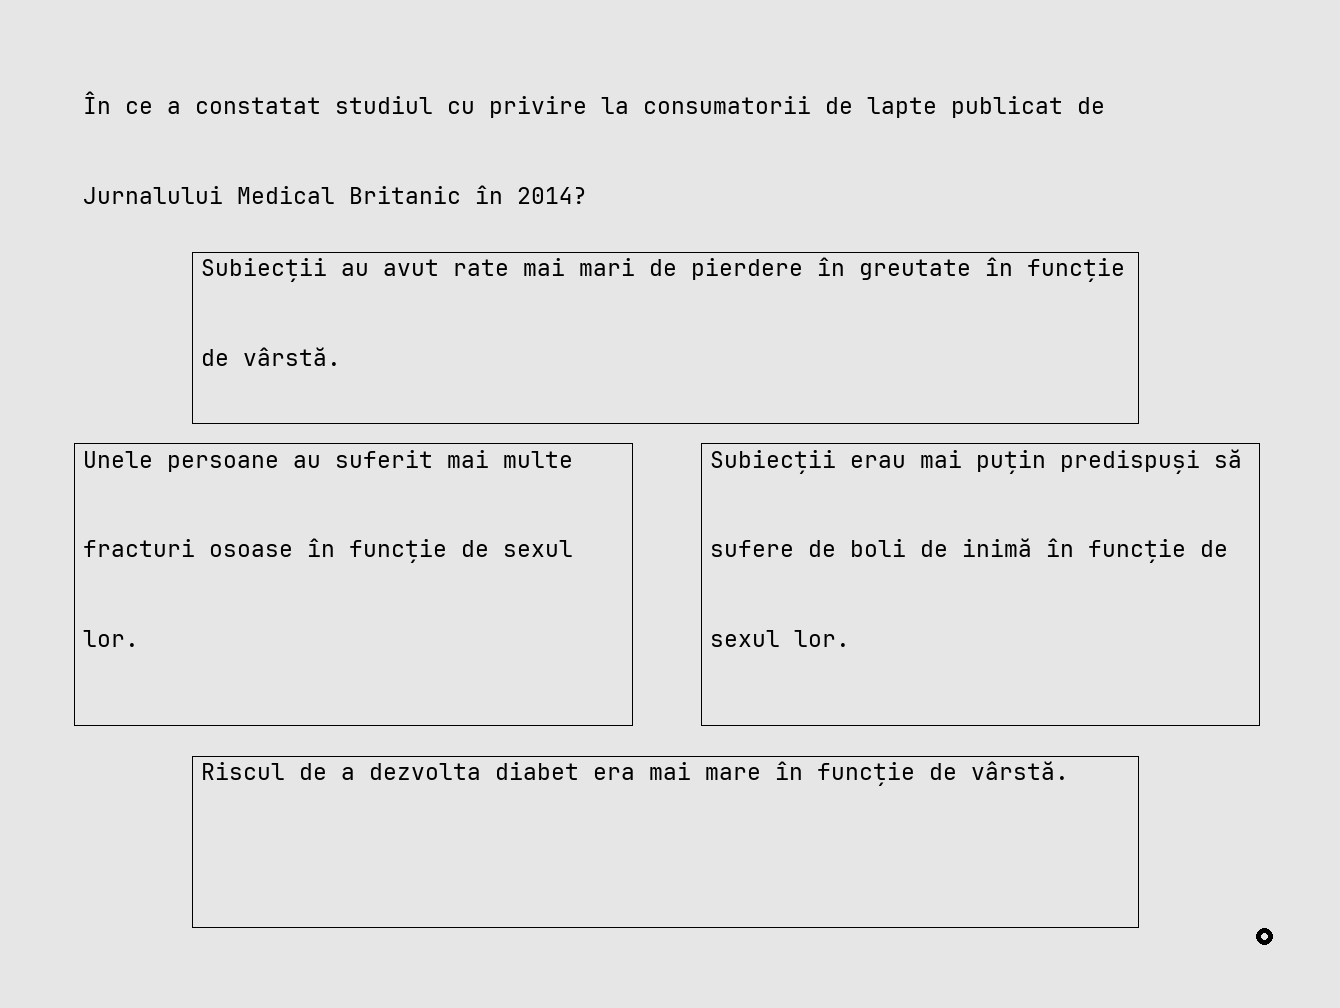 În ce a constatat studiul cu privire la consumatorii de lapte publicat de
Jurnalului Medical Britanic în 2014?
Subiecții au avut rate mai mari de pierdere în greutate în funcție
de vârstă.
Unele persoane au suferit mai multe
fracturi osoase în funcție de sexul
lor.
Subiecții erau mai puțin predispuși să
sufere de boli de inimă în funcție de
sexul lor.
Riscul de a dezvolta diabet era mai mare în funcție de vârstă.